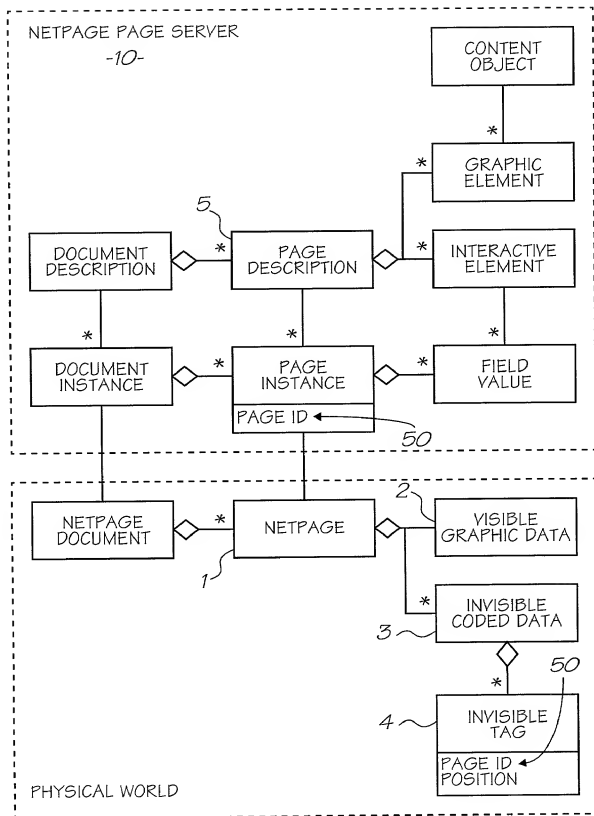 NETPAGE PAGE SERVER
-10-
CONTENT
OBJECT
*
GRAPHIC
ELEMENT
*
5
DOCUMENT
DESCRIPTION
*
PAGE
DESCRIPTION
*
INTERACTIVE
ELEMENT
*
*
*
DOCUMENT
INSTANCE
*
PAGE
INSTANCE
*
FIELD
VALUE
PAGE ID
50
NETPAGE
DOCUMENT
*
NETPAGE
1
2
VISIBLE
GRAPHIC DATA
*
INVISIBLE
CODED DATA
3
*
50
4
INVISIBLE
TAG
PAGE ID
POSITION
PHYSICAL WORLD